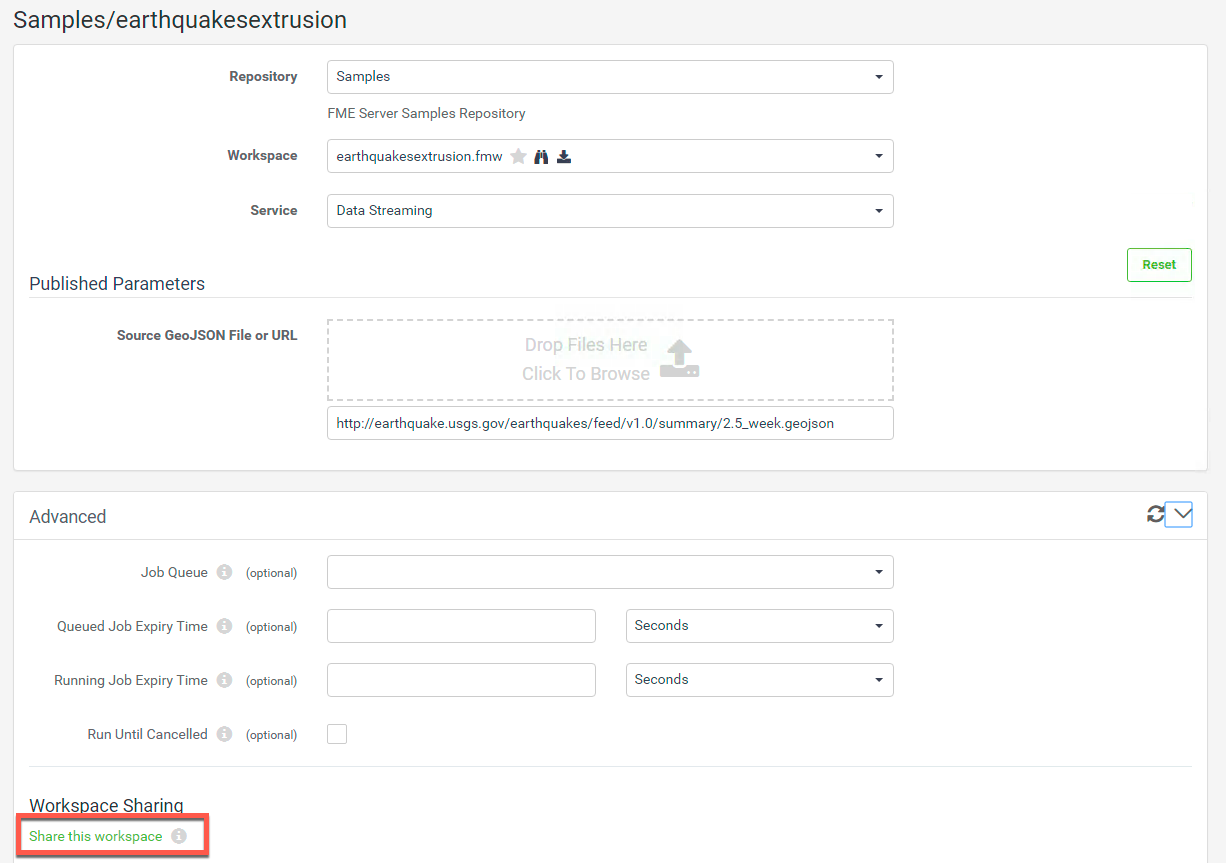 Samples/earthquakesextrusion
Repository
Samples
FME Server Samples Repository
Workspace
earthquakesextrusion.fmw
Service
Data Streaming
Reset
Published Parameters
Source GeoJSON File or URL
Drop Files Here
Click To Browse
http://earthquake.usgs.gov/earthquakes/feed/v1.0/summary/2.5_week.geojson
Advanced
Job Queue (optional)
Queued Job Expiry Time (optional) Seconds
Running Job Expiry Time (optional) Seconds
Run Until Cancelled (optional)
Workspace Sharing
Share this workspace